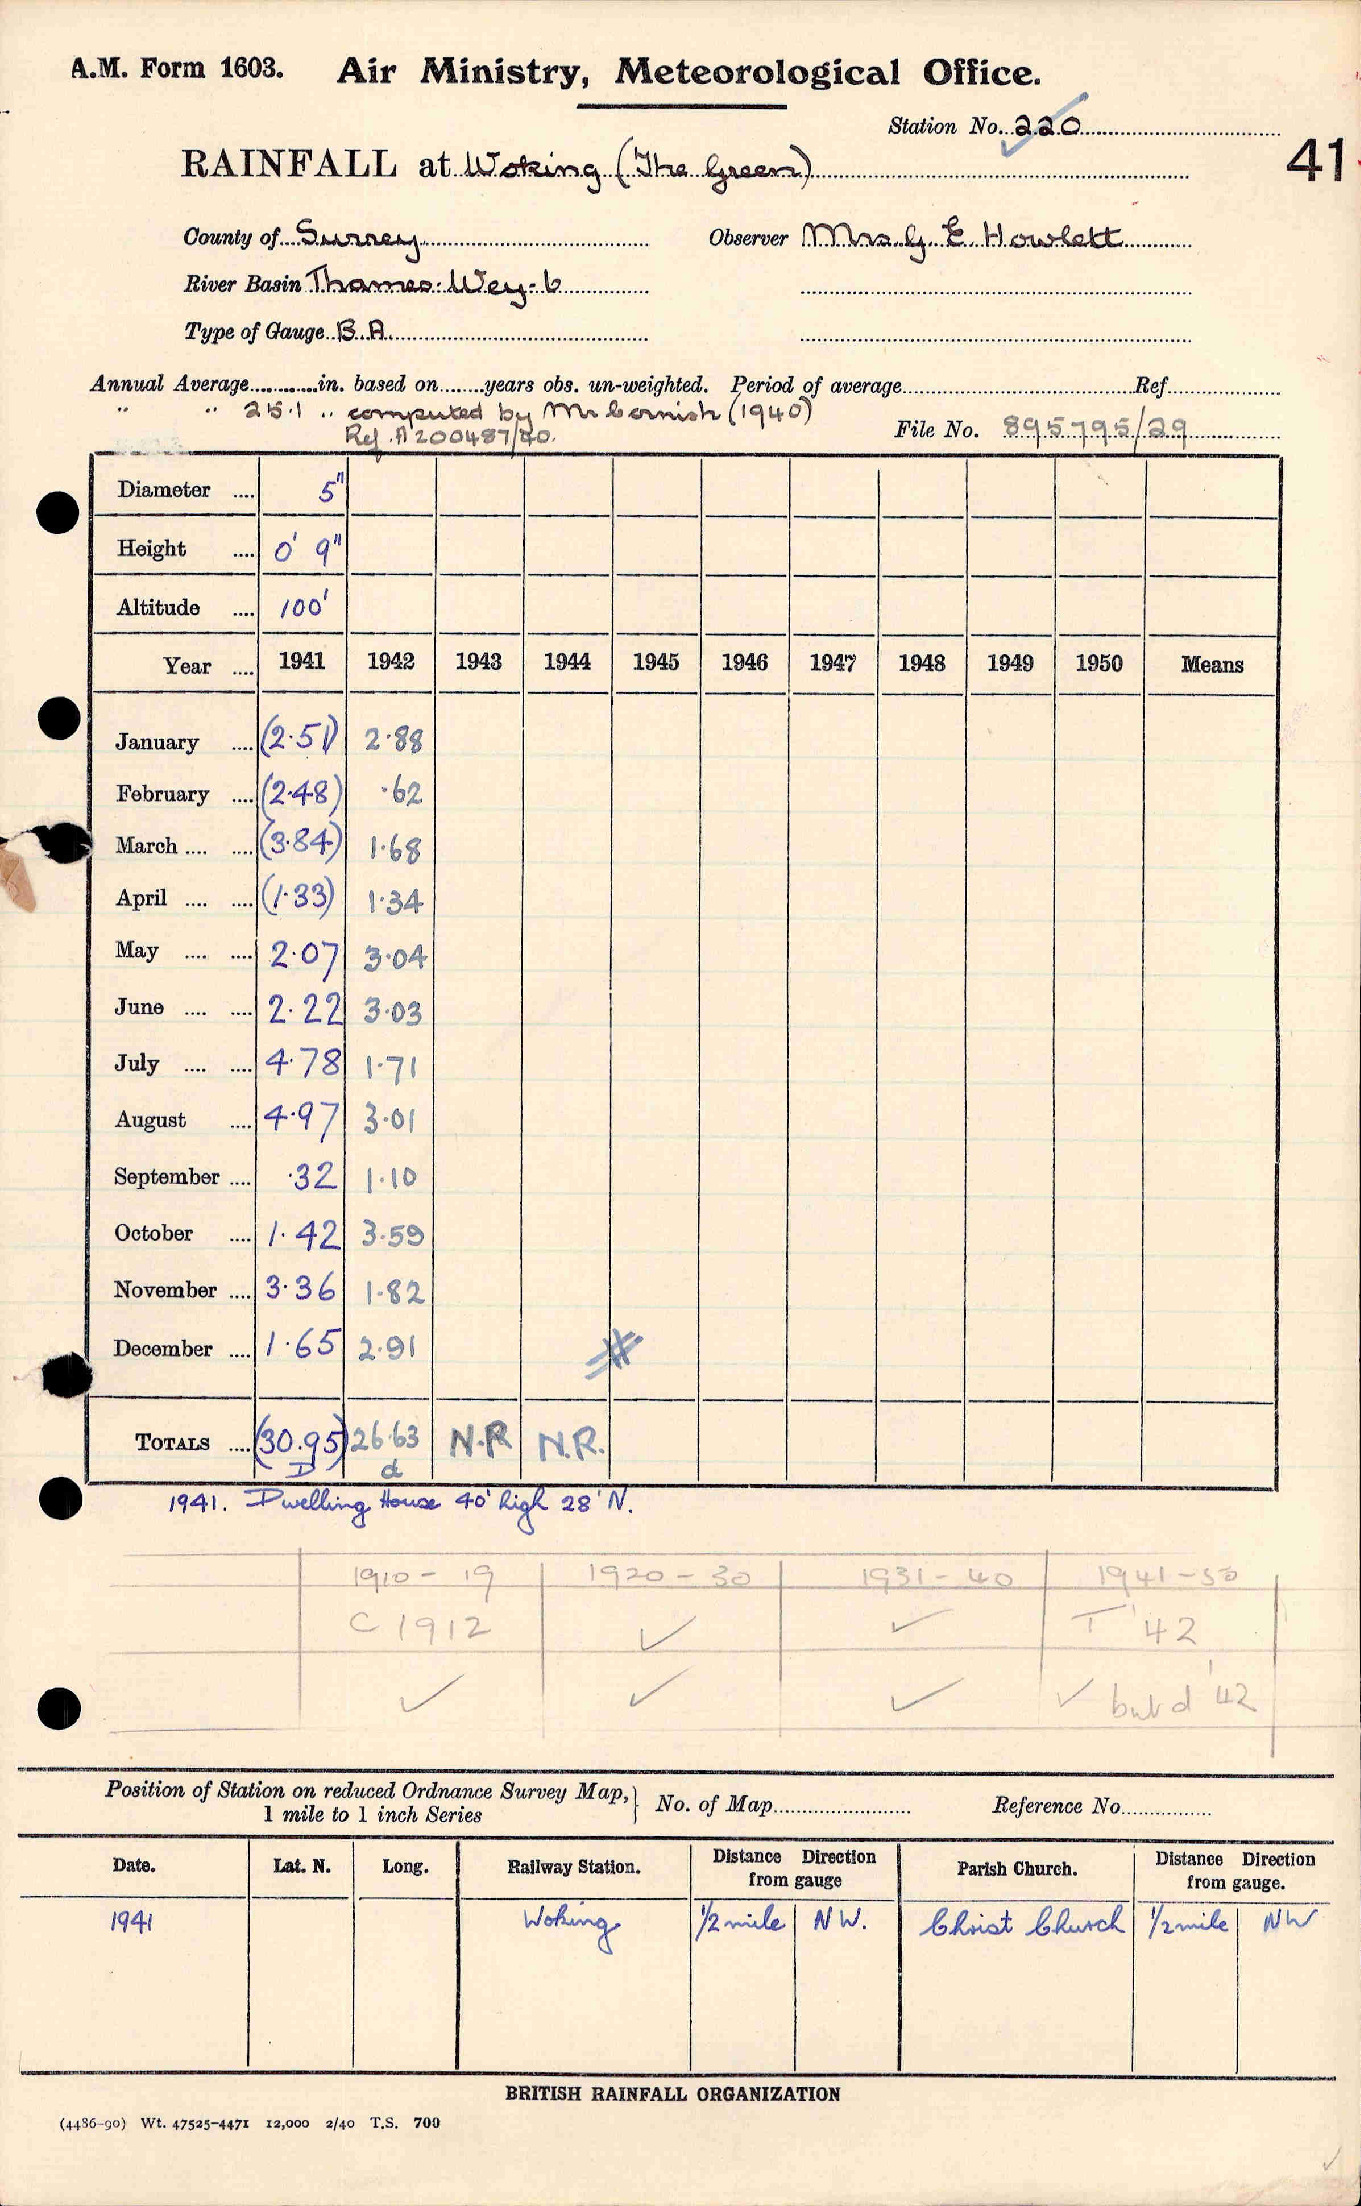 A.M. Form 1603. Air Ministry, Meteorological Office.
Station No. 220
41
RAINFALL at Woking (The Green)
County of Surrey Observer Mrs G. E. Howlett
River Basin Thames-Wey-6
Type of Gauge B.A.
Annual Average............in. based on........years obs. un-weighted. Period of average........Ref........
" " 25.1 " computed by Mr Cornish (1940)
Ref. A200487/40.
File No. 895795/29
Diameter .... 5"
Height .... 0' 9"
Altitude .... 100'
Year .... 1941 1942 1943 1944 1945 1946 1947 1948 1949 1950 Means
January .... (2.51) 2.88
February .... (2.48) .62
March .... .... (3.84) 1.68
April .... .... (1.33) 1.34
May .... .... 2.07 3.04
June .... .... 2.22 3.03
July .... .... 4.78 1.71
August .... 4.97 3.01
September .... .32 1.10
October .... 1.42 3.59
November .... 3.36 1.82
December .... 1.65 2.91
TOTALS .... (30.95) 26.63 N.R N.R.
D d
1941. Dwelling House 40' high 28' N.
1910 - 19 1920 - 30 1931 - 40 1941 - 50
C 1912 ✓ ✓ T '42
✓ ✓ ✓ ✓ but d '42
Position of Station on reduced Ordnance Survey Map,
1 mile to 1 inch Series
No. of Map........ Reference No........
Date. Lat. N. Long. Railway Station. Distance Direction from gauge Parish Church. Distance Direction from gauge.
1941 Woking 1/2 mile NW. Christ Church 1/2 mile NW
BRITISH RAINFALL ORGANIZATION
(4486-90) Wt. 47525-4471 12,000 2/40 T.S. 700